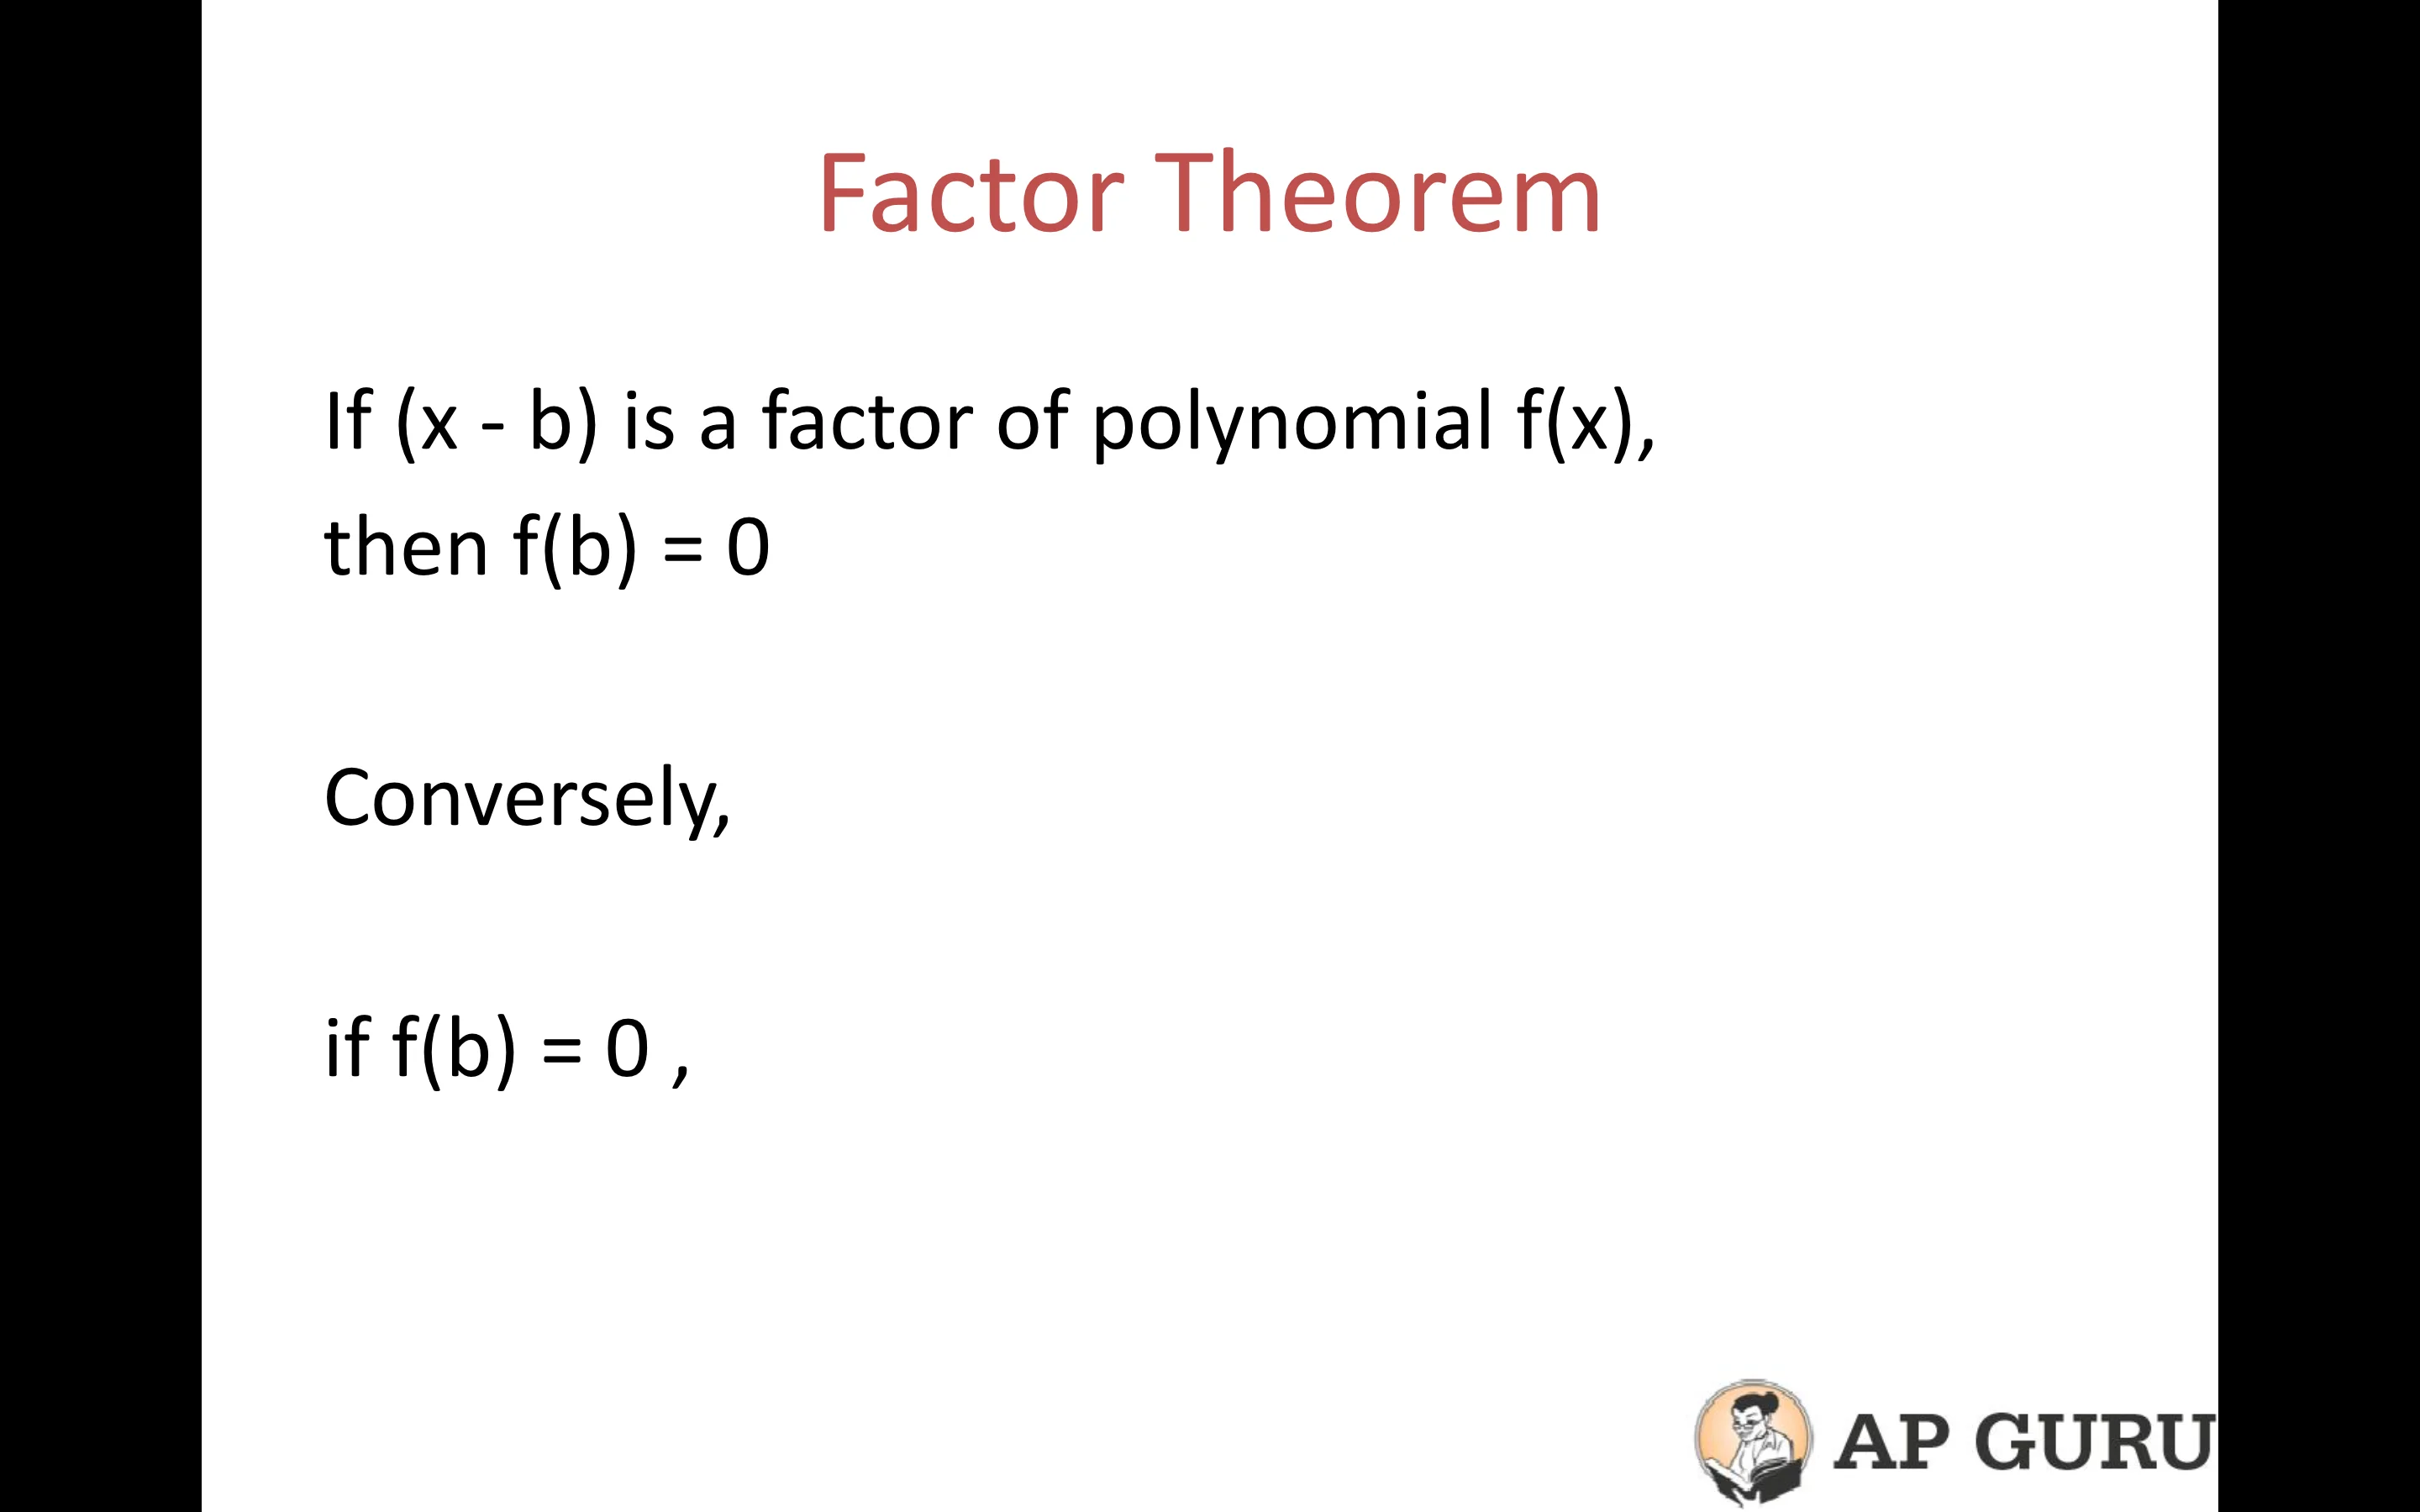 Factor Theorem
If (x - b) is a factor of polynomial f(x),
then f(b) = 0
Conversely,
if f(b) = 0 ,
AP GURU